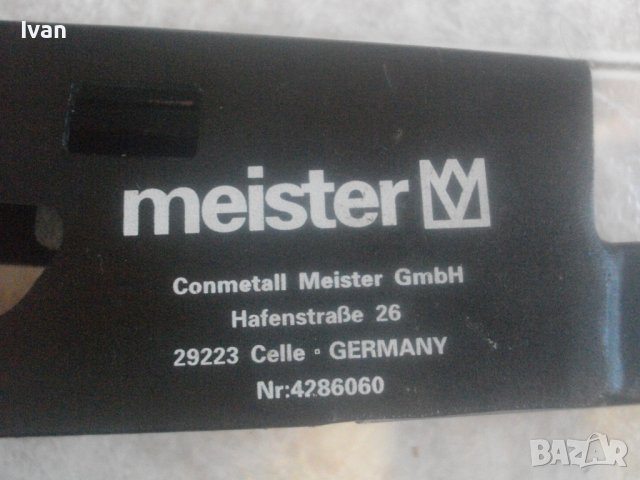 Ivan
meister
Conmetall Meister GmbH
Hafenstraße 26
29223 Celle ▪ GERMANY
Nr:4286060
BAZAR